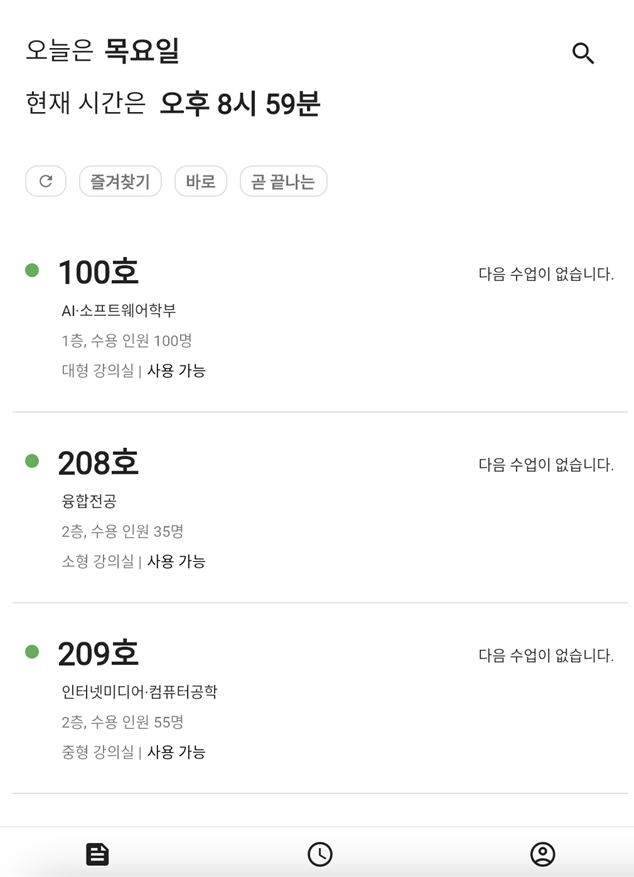 오늘은 목요일
현재 시간은 오후 8시 59분
즐겨찾기 바로 곧 끝나는
100호 다음 수업이 없습니다.
AI·소프트웨어학부
1층, 수용 인원 100명
대형 강의실 | 사용 가능
208호 다음 수업이 없습니다.
융합전공
2층, 수용 인원 35명
소형 강의실 | 사용 가능
209호 다음 수업이 없습니다.
인터넷미디어·컴퓨터공학
2층, 수용 인원 55명
중형 강의실 | 사용 가능